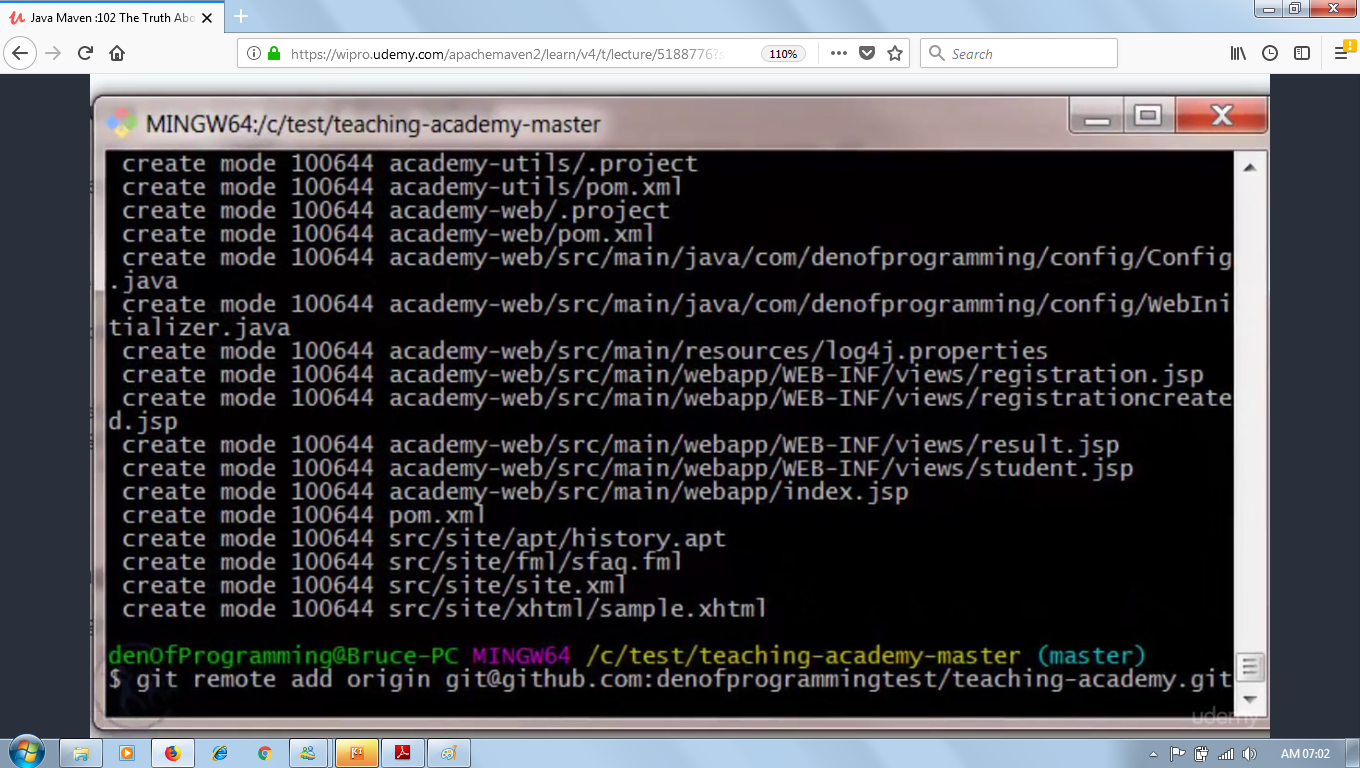 Java Maven :102 The Truth Abo
https://wipro.udemy.com/apachemaven2/learn/v4/t/lecture/5188776?s
110%
Search
MINGW64:/c/test/teaching-academy-master
create mode 100644 academy-utils/.project
create mode 100644 academy-utils/pom.xml
create mode 100644 academy-web/.project
create mode 100644 academy-web/pom.xml
create mode 100644 academy-web/src/main/java/com/denofprogramming/config/Config
.java
create mode 100644 academy-web/src/main/java/com/denofprogramming/config/WebIni
tializer.java
create mode 100644 academy-web/src/main/resources/log4j.properties
create mode 100644 academy-web/src/main/webapp/WEB-INF/views/registration.jsp
create mode 100644 academy-web/src/main/webapp/WEB-INF/views/registrationcreate
d.jsp
create mode 100644 academy-web/src/main/webapp/WEB-INF/views/result.jsp
create mode 100644 academy-web/src/main/webapp/WEB-INF/views/student.jsp
create mode 100644 academy-web/src/main/webapp/index.jsp
create mode 100644 pom.xml
create mode 100644 src/site/apt/history.apt
create mode 100644 src/site/fml/sfaq.fml
create mode 100644 src/site/site.xml
create mode 100644 src/site/xhtml/sample.xhtml
denOfProgramming@Bruce-PC MINGW64 /c/test/teaching-academy-master (master)
$ git remote add origin git@github.com:denofprogrammingtest/teaching-academy.git
udemy
AM 07:02